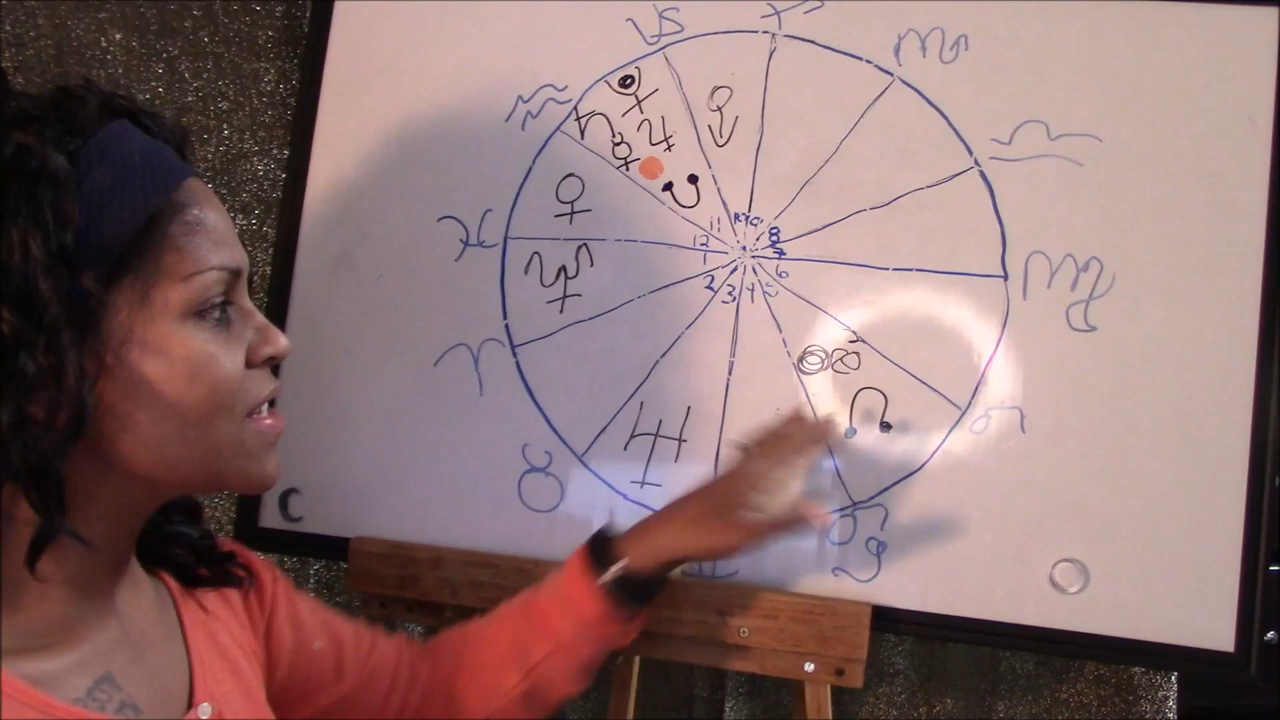 ♑ ♐ ♏
♒ ♎
♄ ♃
☿
♀
11 8
♓ 12 7
1 6 ♍
♆ 2 3 4 5
♈ ☊ ♌
♉
C
♋
♊